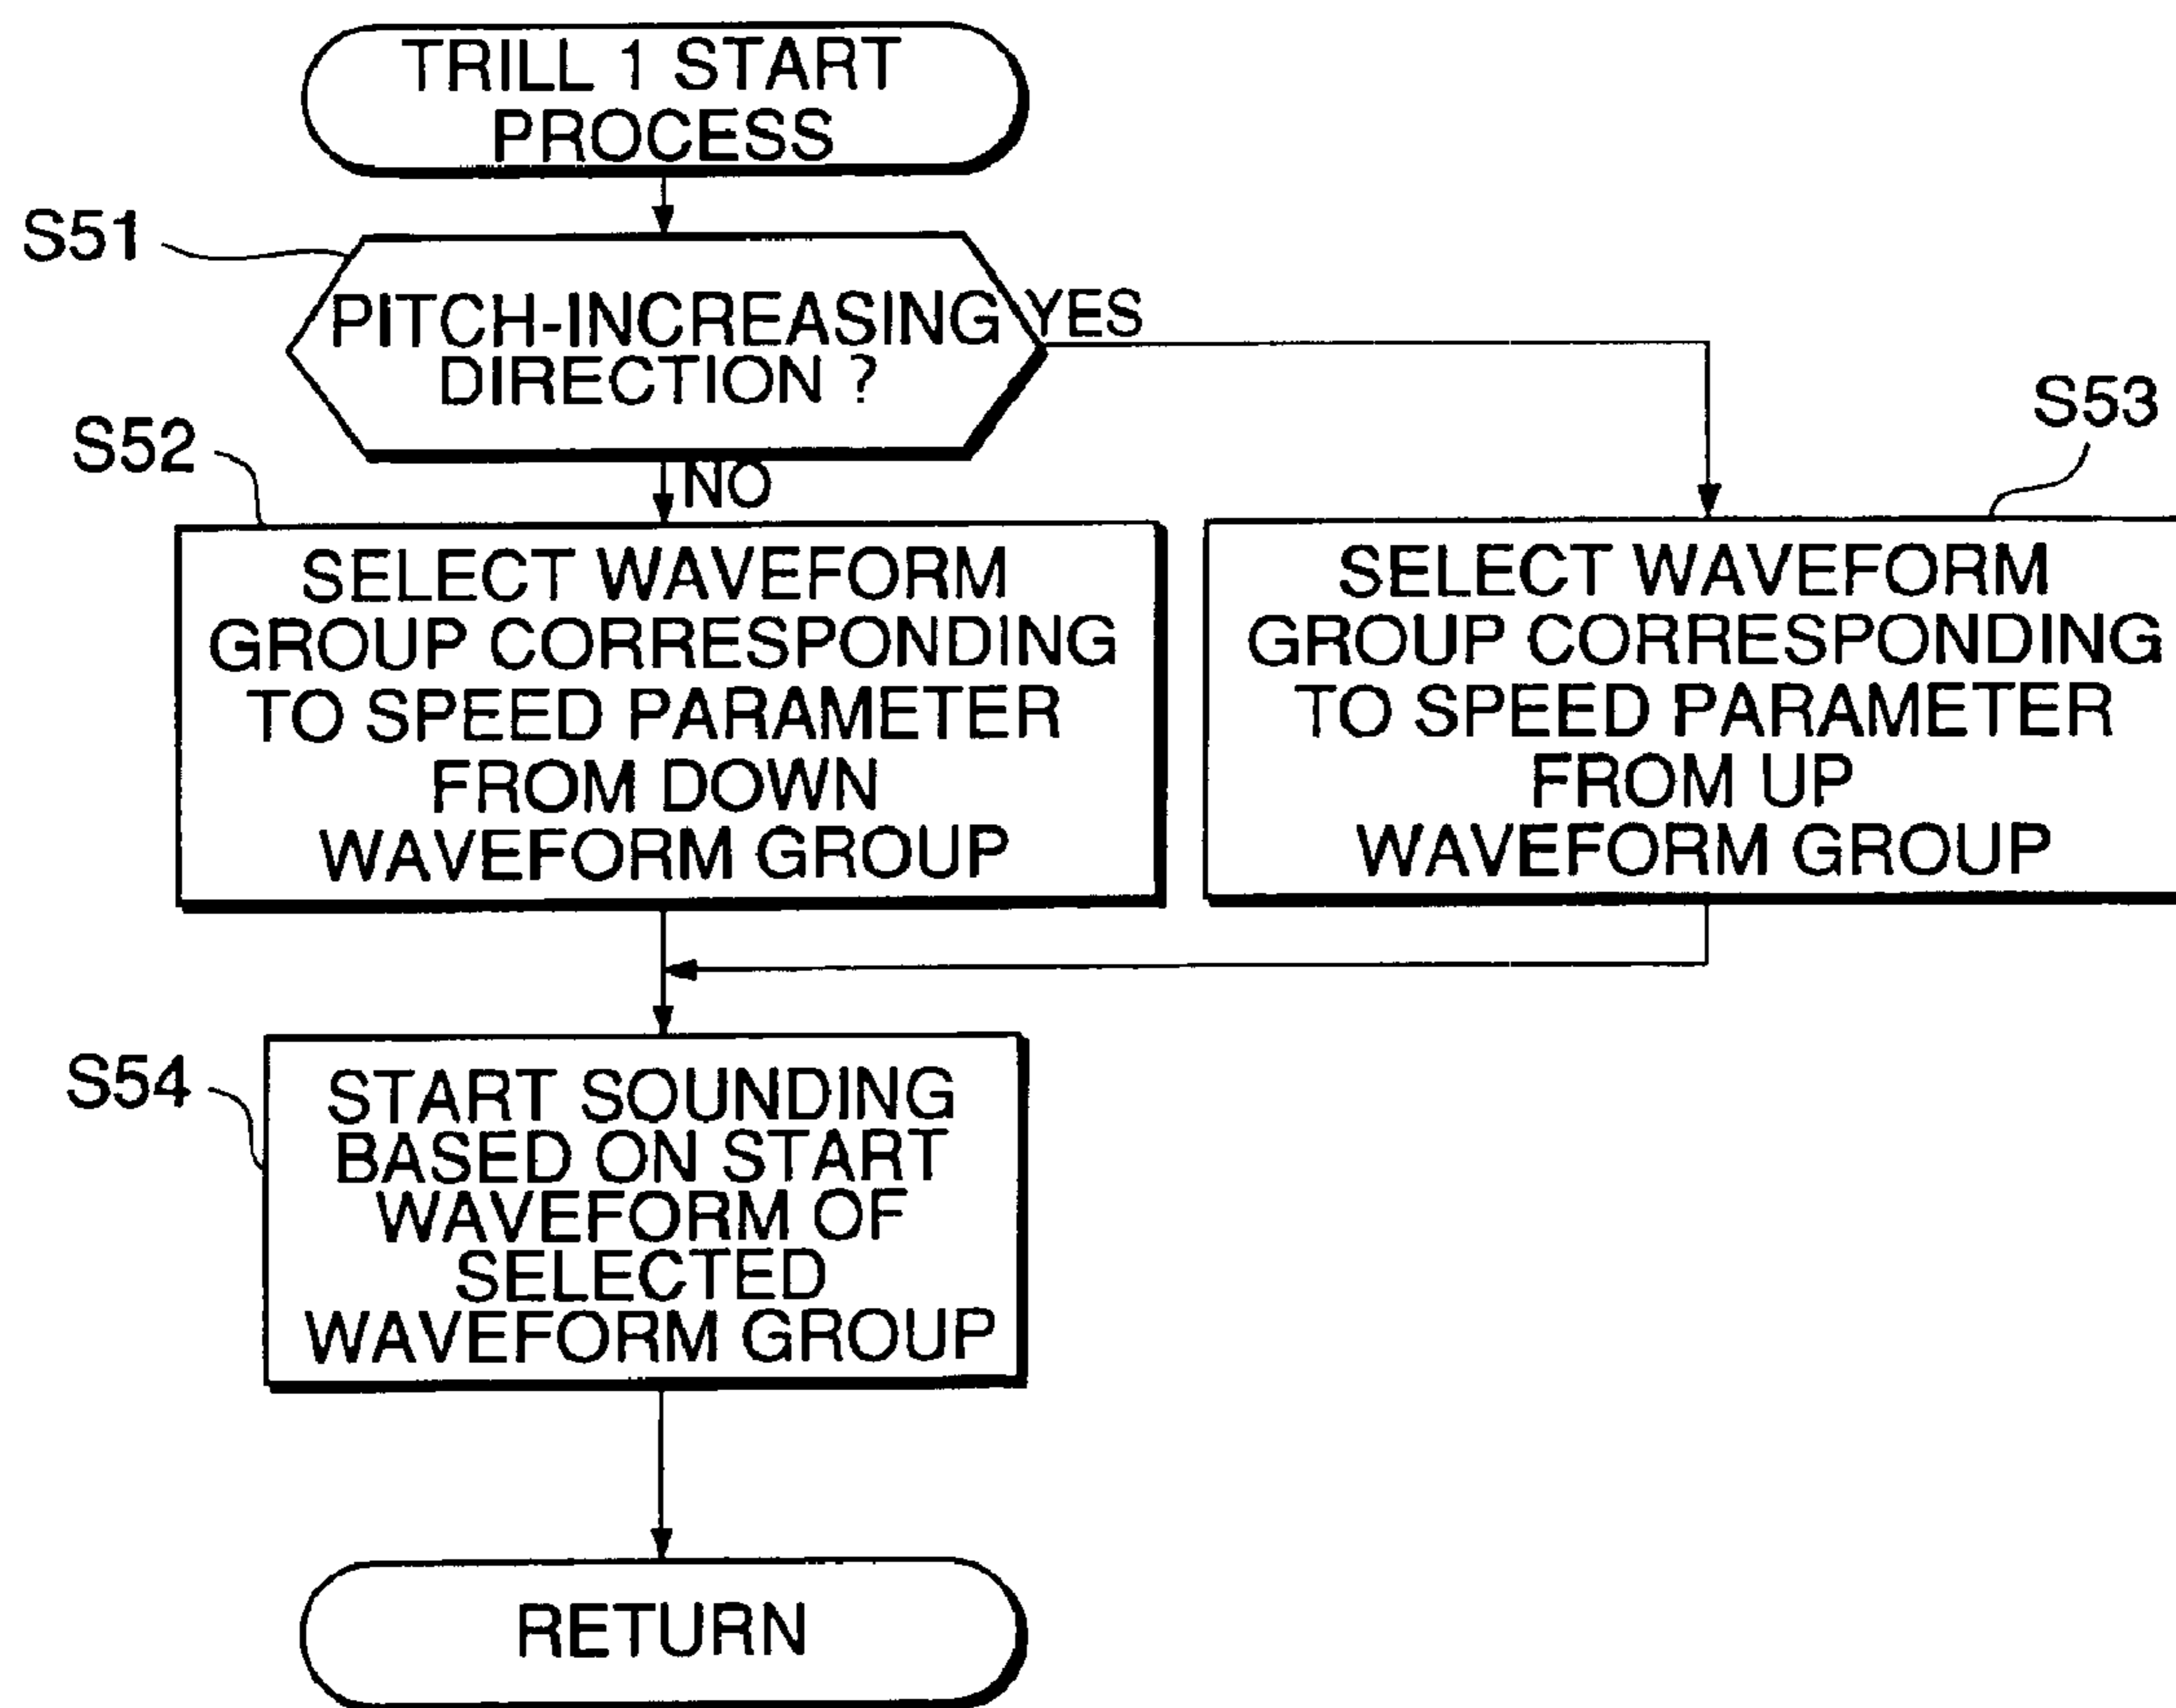 TRILL 1 START
PROCESS
S51
PITCH-INCREASING
DIRECTION ?
YES
NO
S52
SELECT WAVEFORM
GROUP CORRESPONDING
TO SPEED PARAMETER
FROM DOWN
WAVEFORM GROUP
S53
SELECT WAVEFORM
GROUP CORRESPONDING
TO SPEED PARAMETER
FROM UP
WAVEFORM GROUP
S54
START SOUNDING
BASED ON START
WAVEFORM OF
SELECTED
WAVEFORM GROUP
RETURN